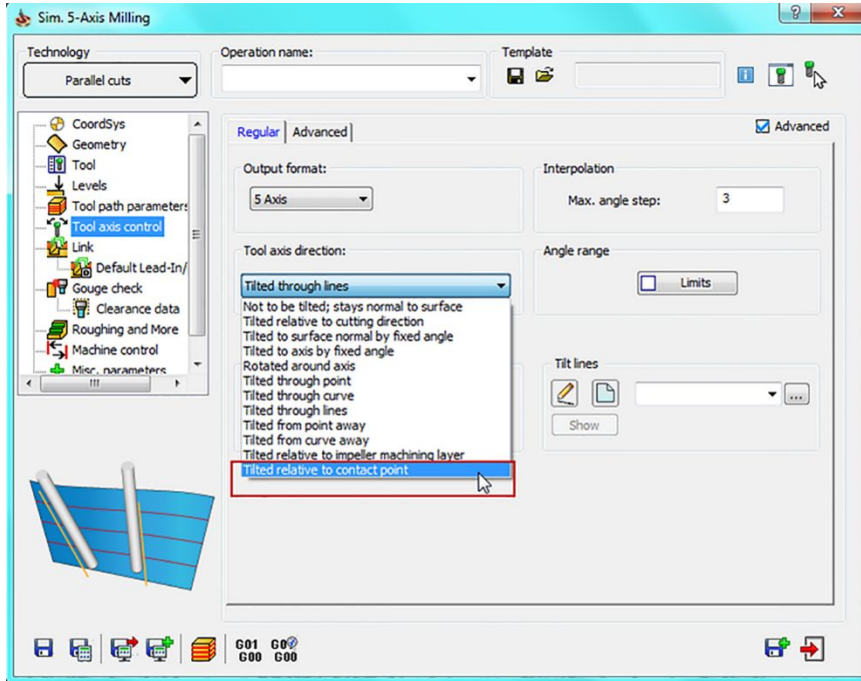 Sim. 5-Axis Milling
Technology
Operation name:
Template
Parallel cuts
CoordSys
Geometry
Tool
Levels
Tool path parameters
Tool axis control
Link
Default Lead-In/
Gouge check
Clearance data
Roughing and More
Machine control
Misc. parameters
Regular
Advanced
Advanced
Output format:
5 Axis
Interpolation
Max. angle step:
3
Tool axis direction:
Tilted through lines
Angle range
Limits
Not to be tilted; stays normal to surface
Tilted relative to cutting direction
Tilted to surface normal by fixed angle
Tilted to axis by fixed angle
Rotated around axis
Tilted through point
Tilted through curve
Tilted through lines
Tilted from point away
Tilted from curve away
Tilted relative to impeller machining layer
Tilted relative to contact point
Tilt lines
...
Show
G01 G00
G00 G00